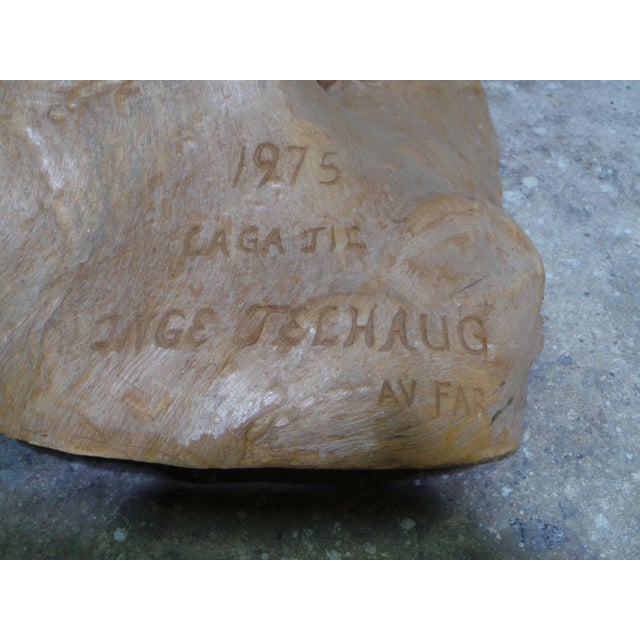 1975
LAGA TIL
INGE TELHAUG
AV FAR